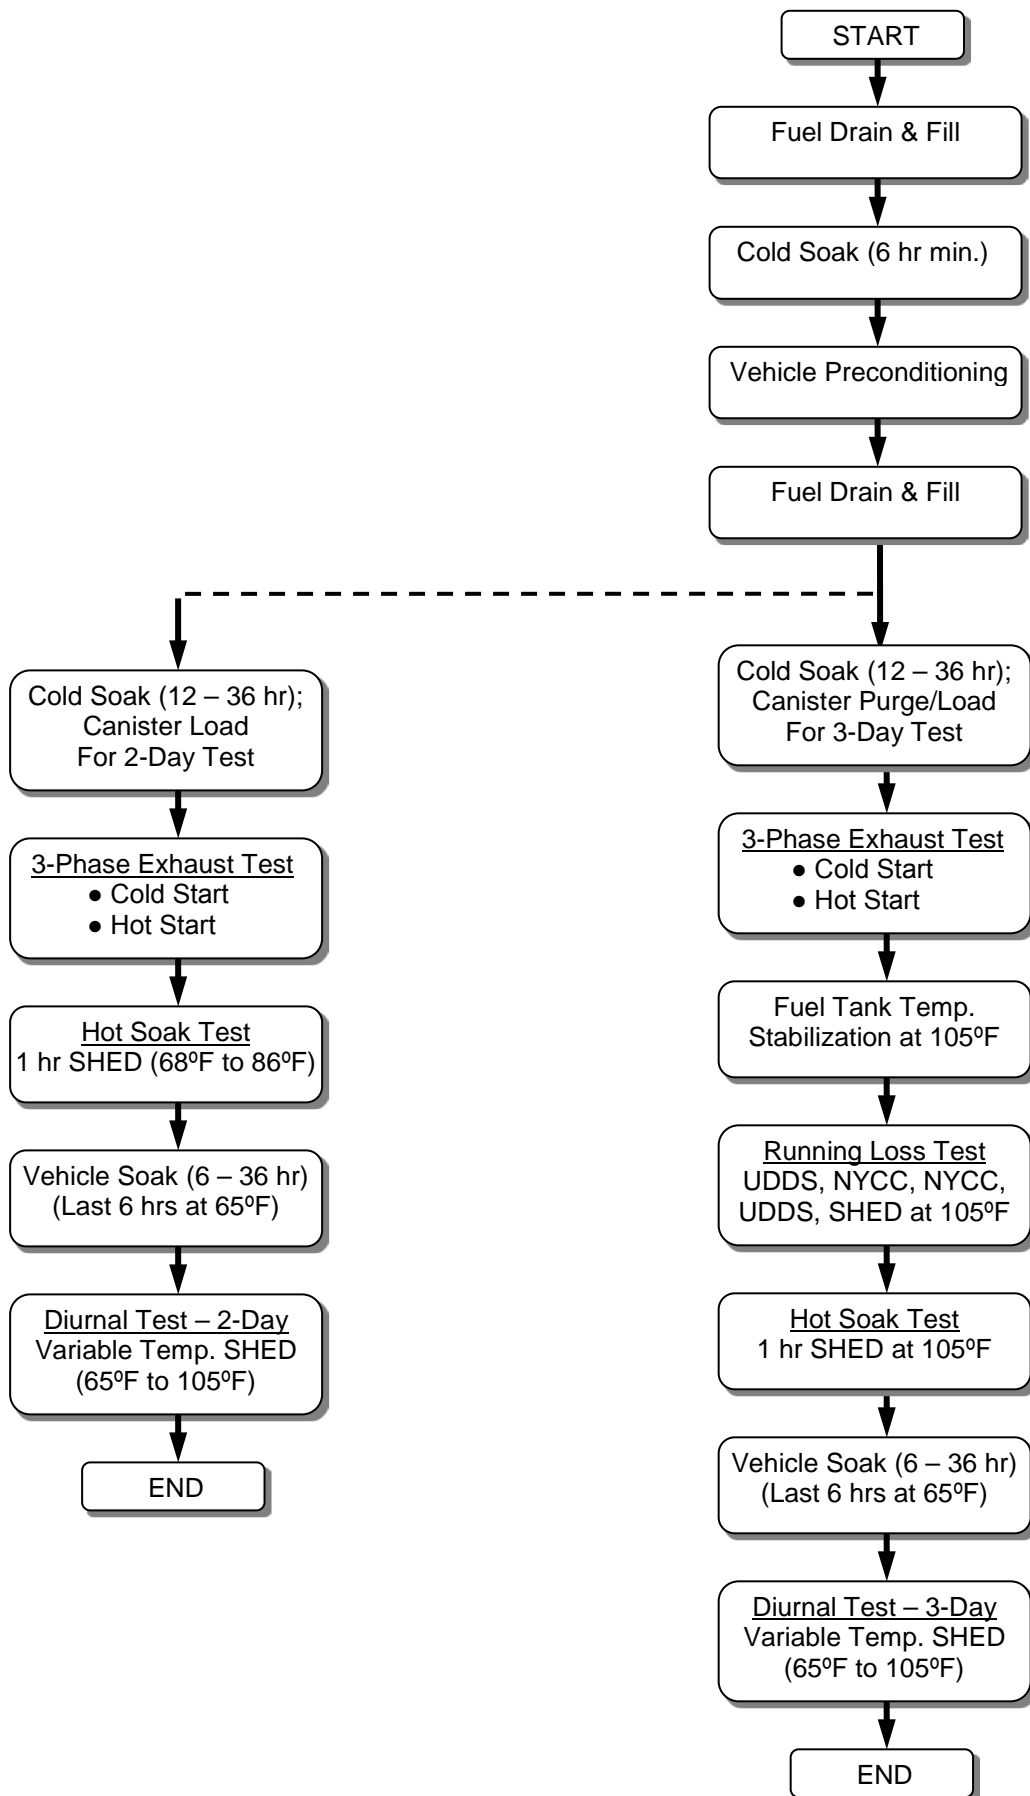 START
Fuel Drain & Fill
Cold Soak (6 hr min.)
Vehicle Preconditioning
Fuel Drain & Fill
Cold Soak (12 – 36 hr);
Canister Load
For 2-Day Test
3-Phase Exhaust Test
● Cold Start
● Hot Start
Hot Soak Test
1 hr SHED (68ºF to 86ºF)
Vehicle Soak (6 – 36 hr)
(Last 6 hrs at 65ºF)
Diurnal Test – 2-Day
Variable Temp. SHED
(65ºF to 105ºF)
END
Cold Soak (12 – 36 hr);
Canister Purge/Load
For 3-Day Test
3-Phase Exhaust Test
● Cold Start
● Hot Start
Fuel Tank Temp.
Stabilization at 105ºF
Running Loss Test
UDDS, NYCC, NYCC,
UDDS, SHED at 105ºF
Hot Soak Test
1 hr SHED at 105ºF
Vehicle Soak (6 – 36 hr)
(Last 6 hrs at 65ºF)
Diurnal Test – 3-Day
Variable Temp. SHED
(65ºF to 105ºF)
END